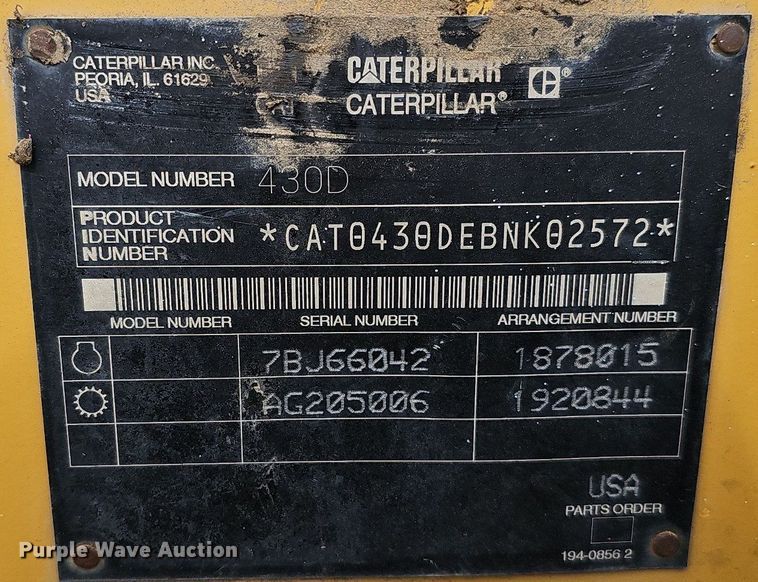 CATERPILLAR INC.
PEORIA, IL. 61629
USA
CATERPILLAR
CATERPILLAR®
C®
MODEL NUMBER 430D
PRODUCT
IDENTIFICATION
NUMBER
*CAT0430DEBNK02572*
MODEL NUMBER SERIAL NUMBER ARRANGEMENT NUMBER
7BJ66042 1878015
AG205006 1920844
USA
PARTS ORDER
194-0856 2
Purple Wave Auction